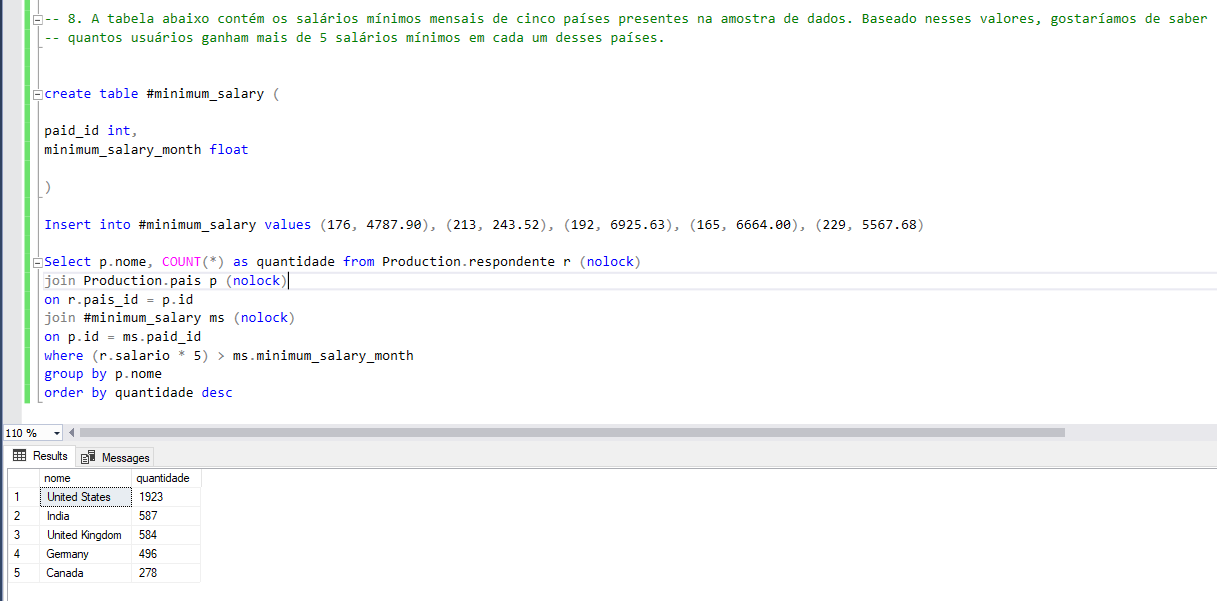 -- 8. A tabela abaixo contém os salários mínimos mensais de cinco países presentes na amostra de dados. Baseado nesses valores, gostaríamos de saber
-- quantos usuários ganham mais de 5 salários mínimos em cada um desses países.
create table #minimum_salary (
paid_id int,
minimum_salary_month float
)
Insert into #minimum_salary values (176, 4787.90), (213, 243.52), (192, 6925.63), (165, 6664.00), (229, 5567.68)
Select p.nome, COUNT(*) as quantidade from Production.respondente r (nolock)
join Production.pais p (nolock)
on r.pais_id = p.id
join #minimum_salary ms (nolock)
on p.id = ms.paid_id
where (r.salario * 5) > ms.minimum_salary_month
group by p.nome
order by quantidade desc
110 %
Results Messages
nome quantidade
1 United States 1923
2 India 587
3 United Kingdom 584
4 Germany 496
5 Canada 278